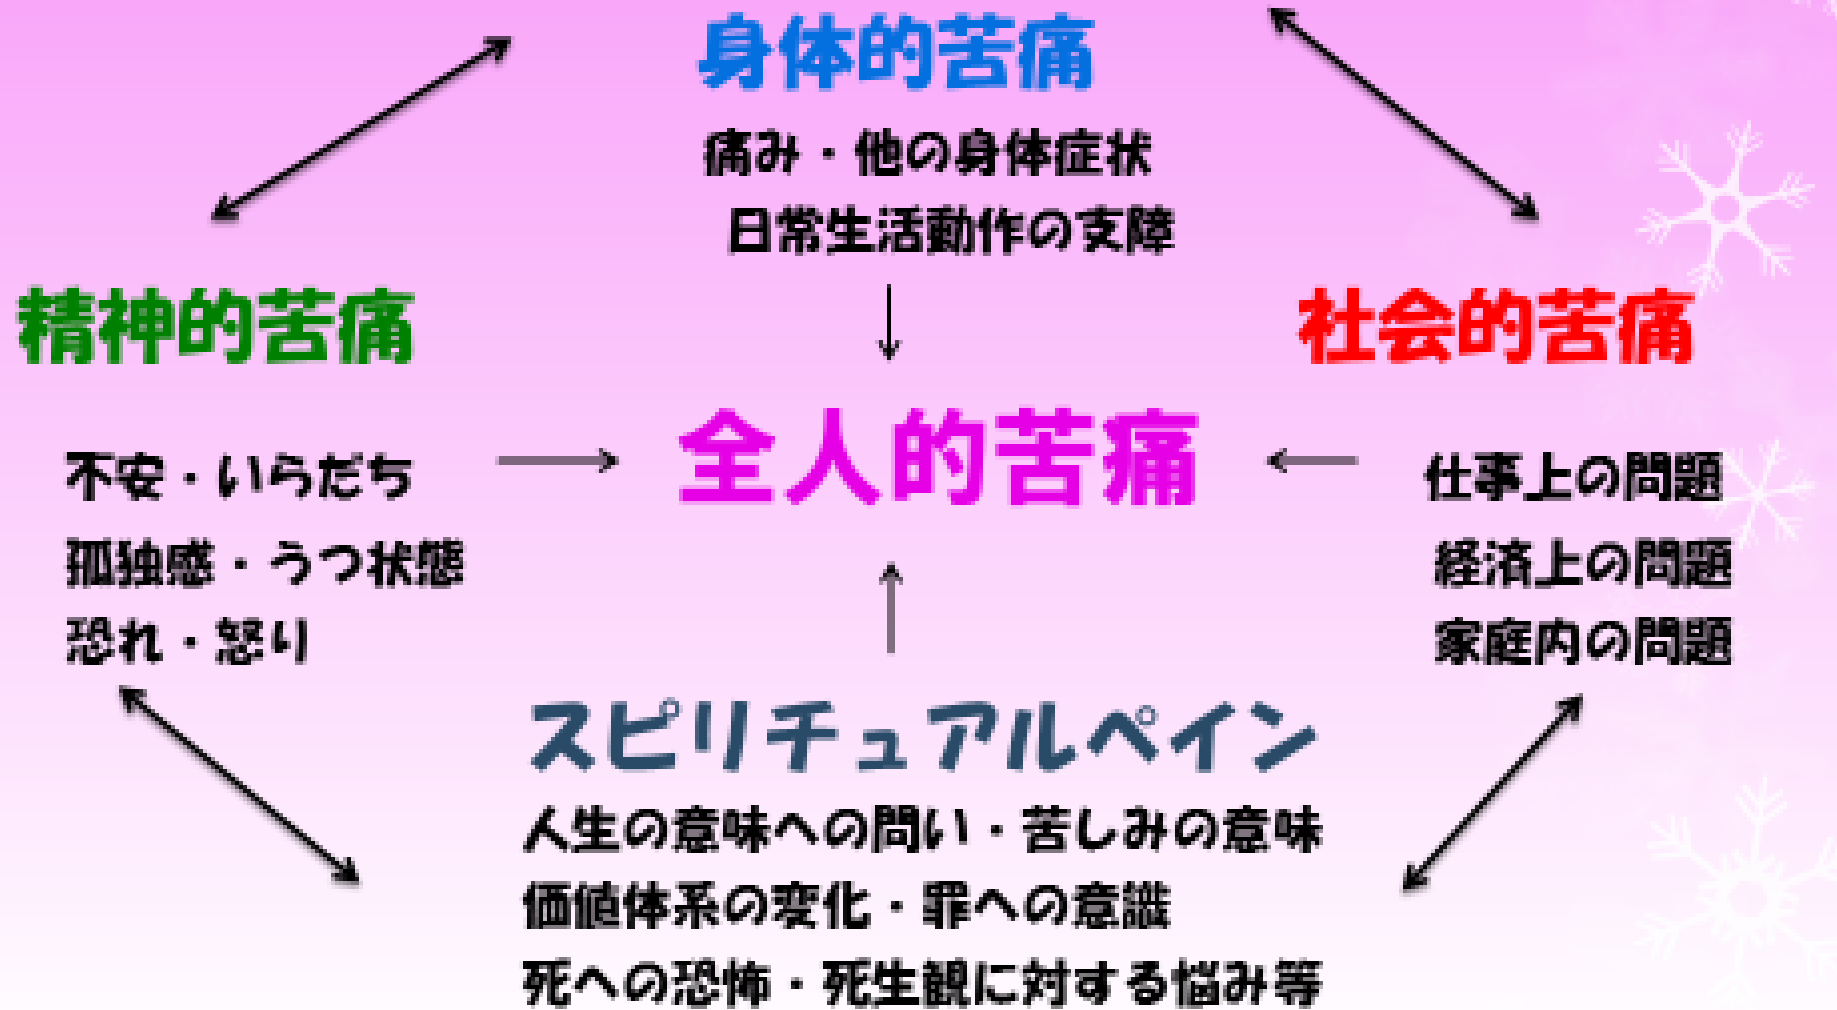 身体的苦痛
痛み・他の身体症状
日常生活動作の支障
精神的苦痛
不安・いらだち
孤独感・うつ状態
恐れ・怒り
全人的苦痛
社会的苦痛
仕事上の問題
経済上の問題
家庭内の問題
スピリチュアルペイン
人生の意味への問い・苦しみの意味
価値体系の変化・罪への意識
死への恐怖・死生観に対する悩み等